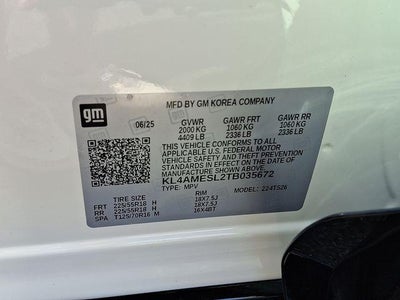 gm
MFD BY GM KOREA COMPANY
06/25 GVWR GAWR FRT GAWR RR
2000 KG 1060 KG 1060 KG
4409 LB 2336 LB 2336 LB
THIS VEHICLE CONFORMS TO ALL
APPLICABLE U.S. FEDERAL MOTOR
VEHICLE SAFETY AND THEFT PREVENTION
STANDARDS IN EFFECT ON THE DATE OF
MANUFACTURE SHOWN ABOVE.
KL4AMESL2TB035672
TYPE: MPV MODEL: 224TS26
TIRE SIZE RIM
FR 225/55R18 H 18X7.5J
RR 225/55R18 H 18X7.5J
SP T125/70R16 M 16X4BT